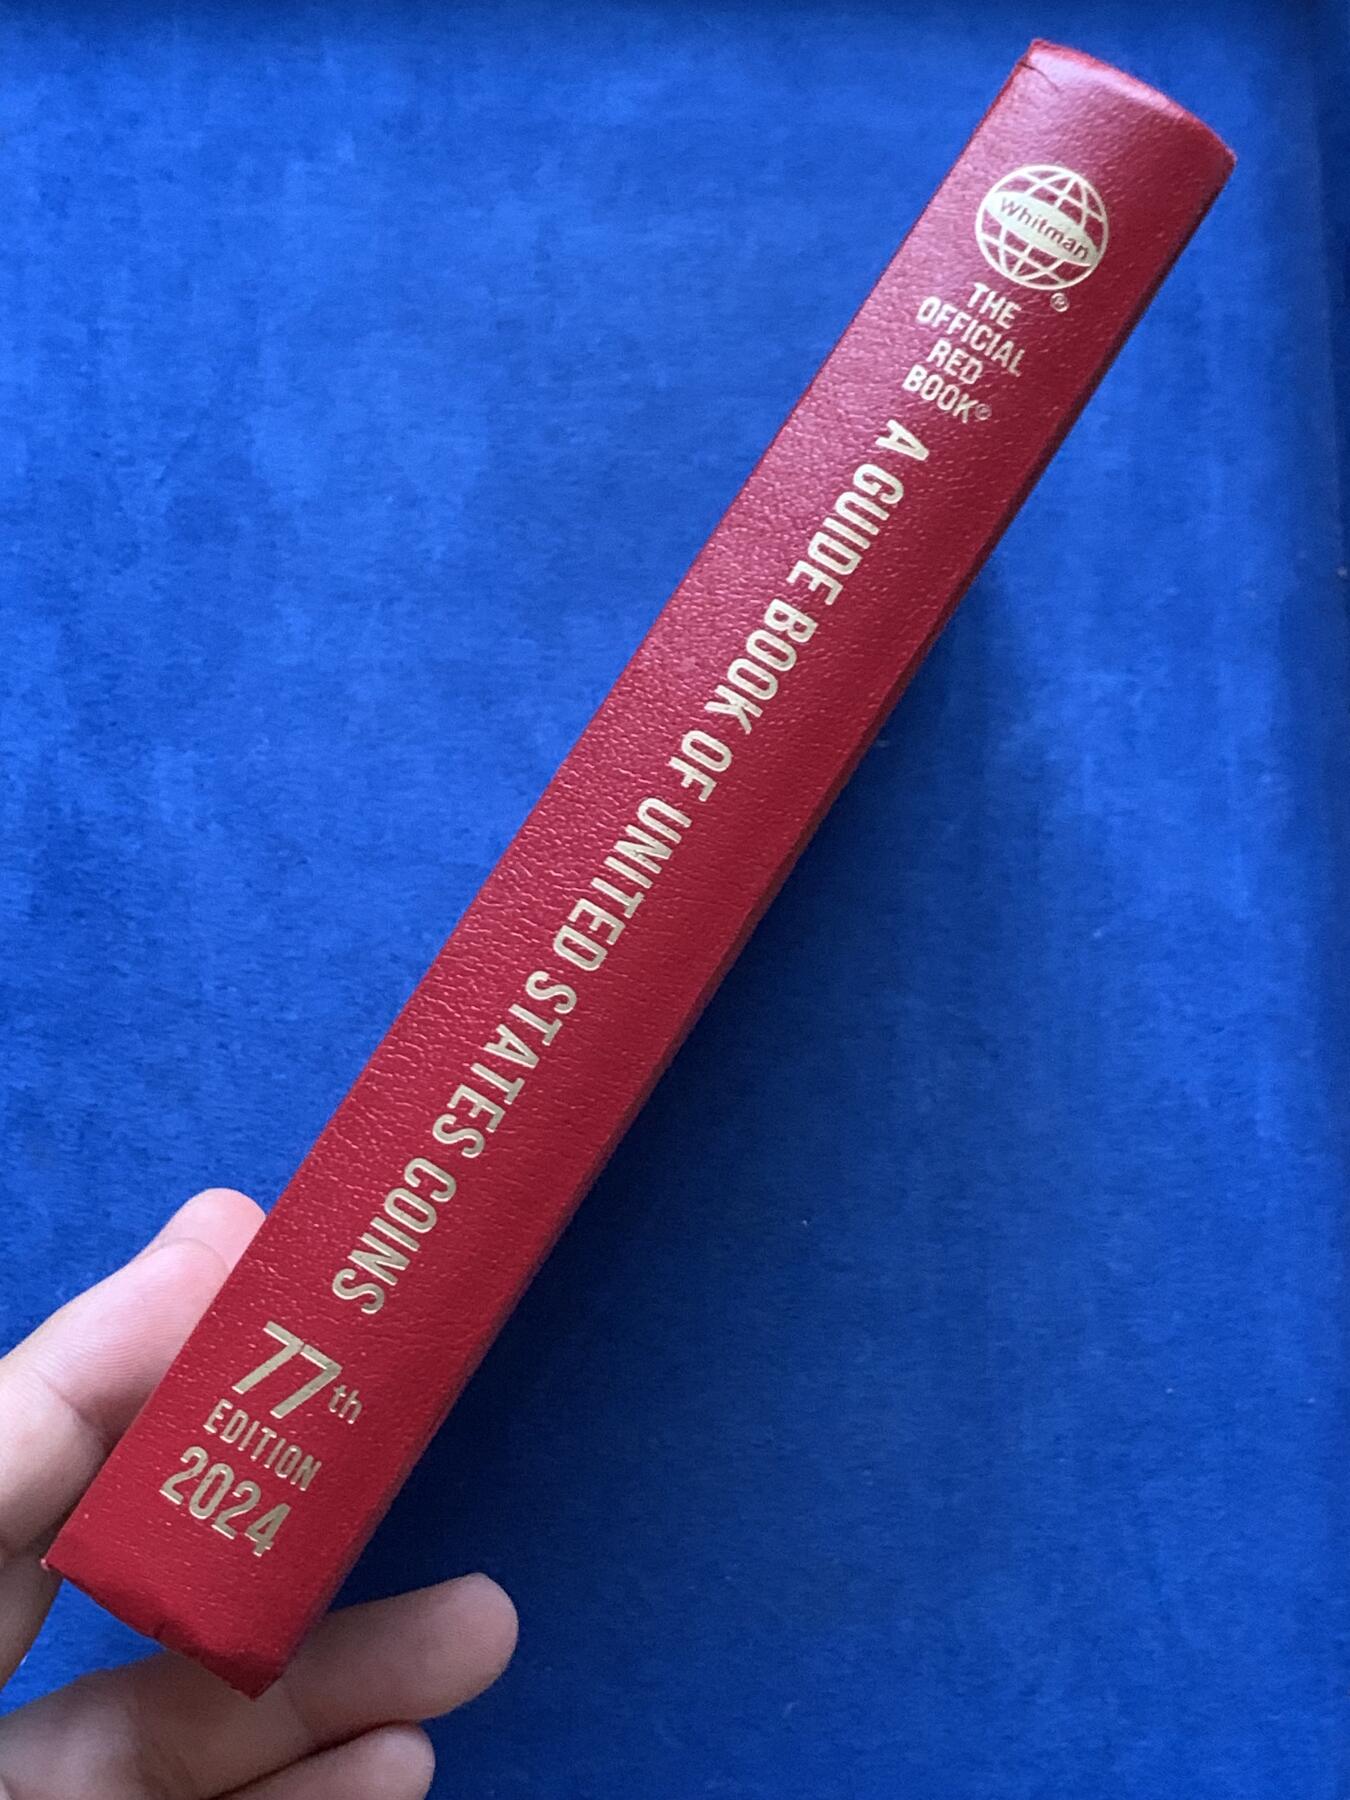 Whitman
®
THE
OFFICIAL
RED
BOOK®
A GUIDE BOOK OF UNITED STATES COINS
77th
EDITION
2024